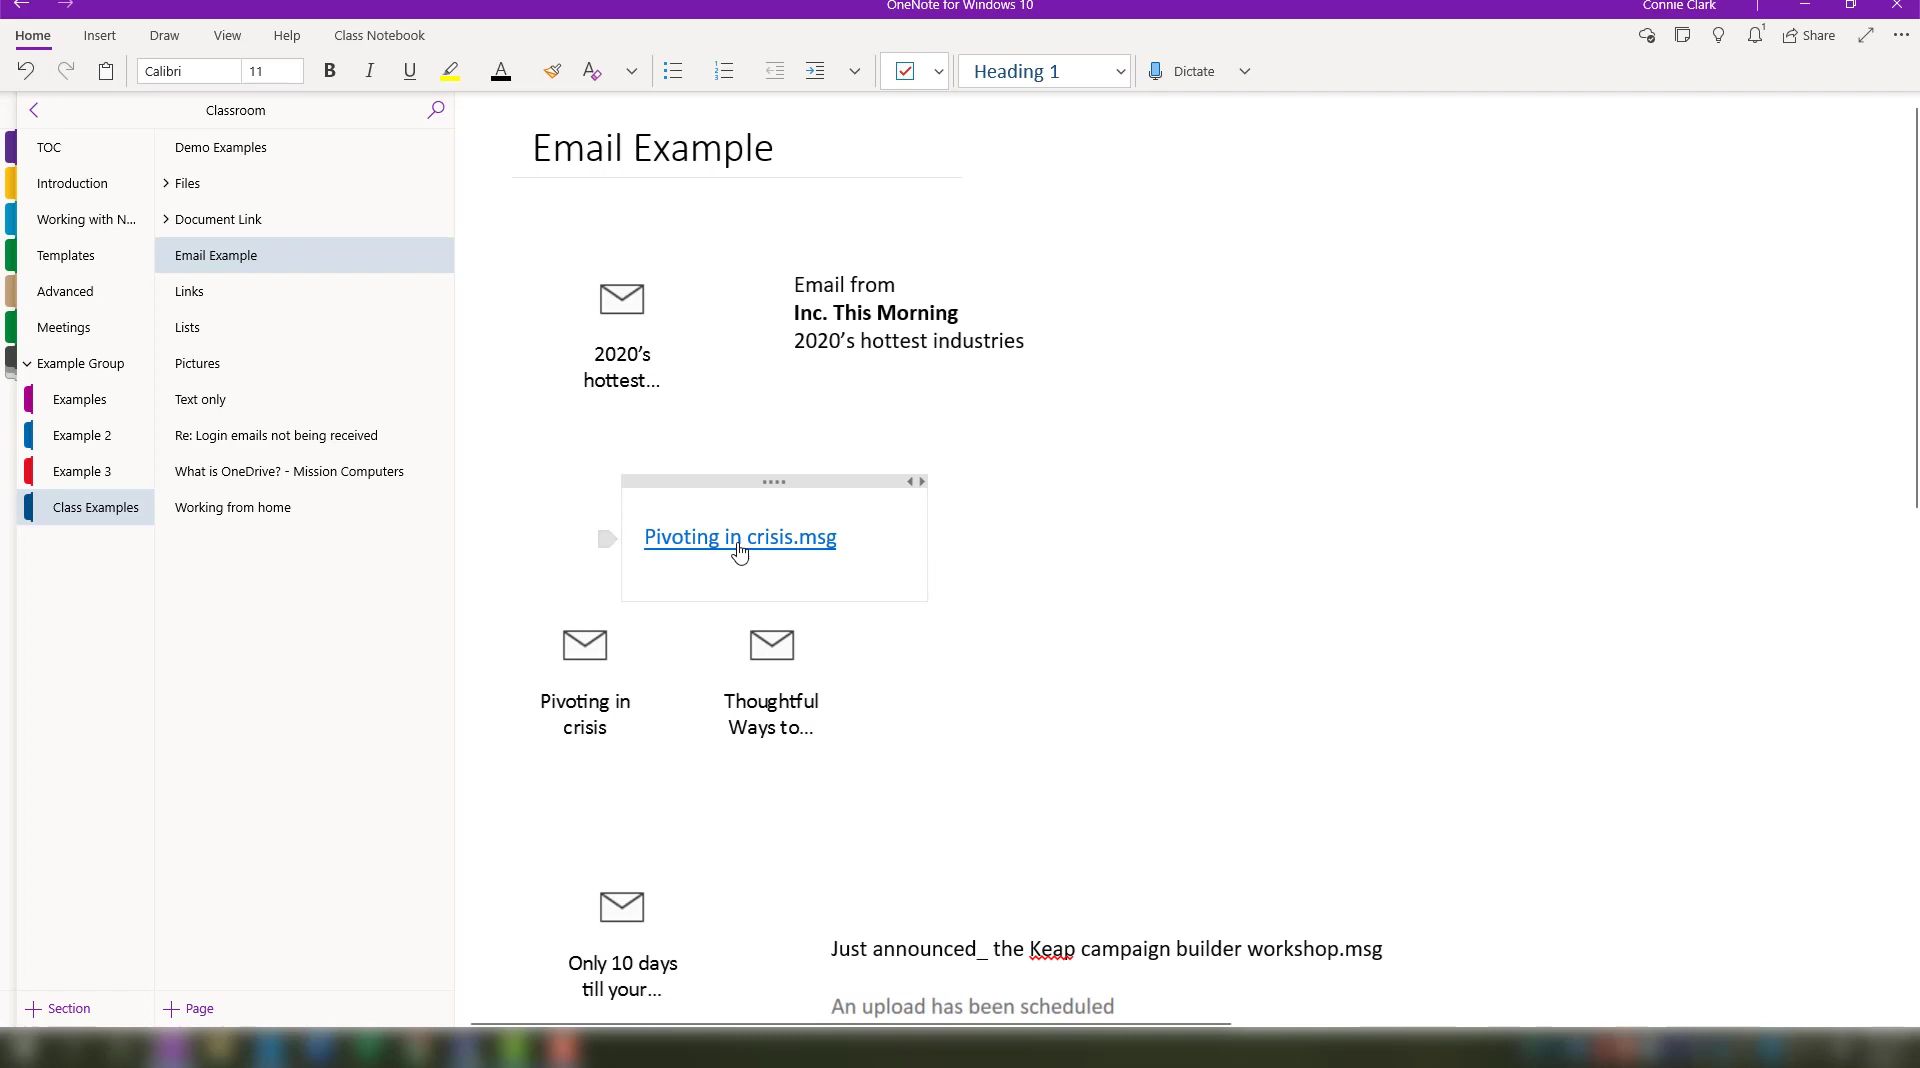 OneNote for Windows 10
Connie Clark
Home
Insert
Draw
View
Help
Class Notebook
Share
Calibri
11
B
I
U
A
A
Heading 1
Dictate
Classroom
TOC
Introduction
Working with N...
Templates
Advanced
Meetings
Example Group
Examples
Example 2
Example 3
Class Examples
Section
Demo Examples
Files
Document Link
Email Example
Links
Lists
Pictures
Text only
Re: Login emails not being received
What is OneDrive? - Mission Computers
Working from home
Page
Email Example
2020's
hottest...
Email from
Inc. This Morning
2020's hottest industries
Pivoting in crisis.msg
Pivoting in
crisis
Thoughtful
Ways to...
Only 10 days
till your...
Just announced_ the Keap campaign builder workshop.msg
An upload has been scheduled